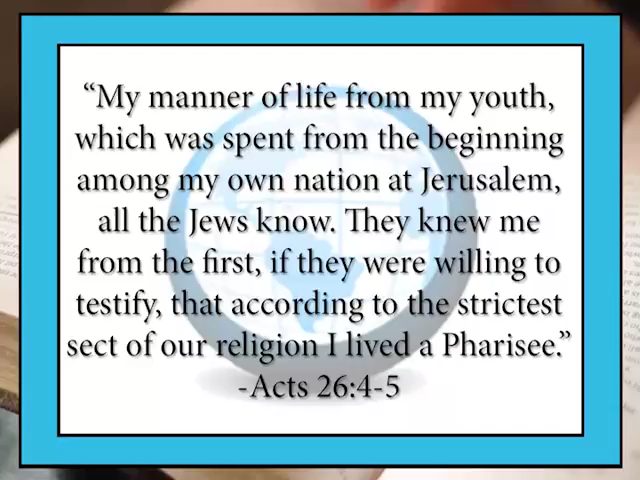 “My manner of life from my youth,
which was spent from the beginning
among my own nation at Jerusalem,
all the Jews know. They knew me
from the first, if they were willing to
testify, that according to the strictest
sect of our religion I lived a Pharisee.”
-Acts 26:4-5